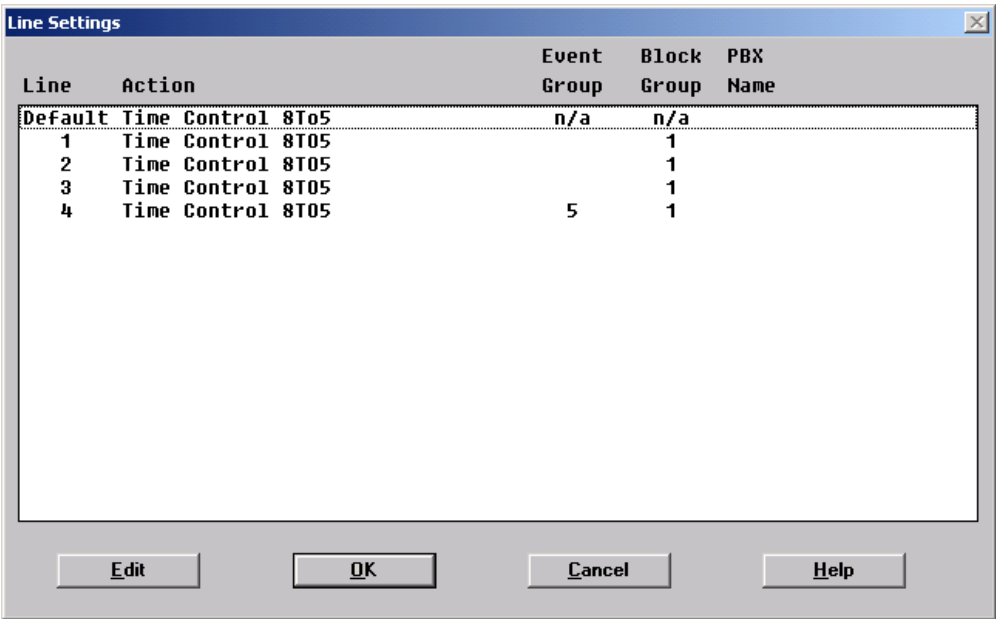 Line Settings
Event Block PBX
Line Action Group Group Name
Default Time Control 8To5 n/a n/a
1 Time Control 8TO5 1
2 Time Control 8TO5 1
3 Time Control 8TO5 1
4 Time Control 8TO5 5 1
Edit OK Cancel Help